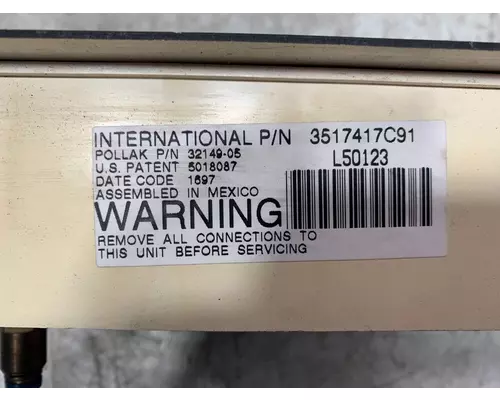 INTERNATIONAL P/N 3517417C91
POLLAK P/N 32149-05 L50123
U.S. PATENT 5018087
DATE CODE 1697
ASSEMBLED IN MEXICO
WARNING
REMOVE ALL CONNECTIONS TO
THIS UNIT BEFORE SERVICING